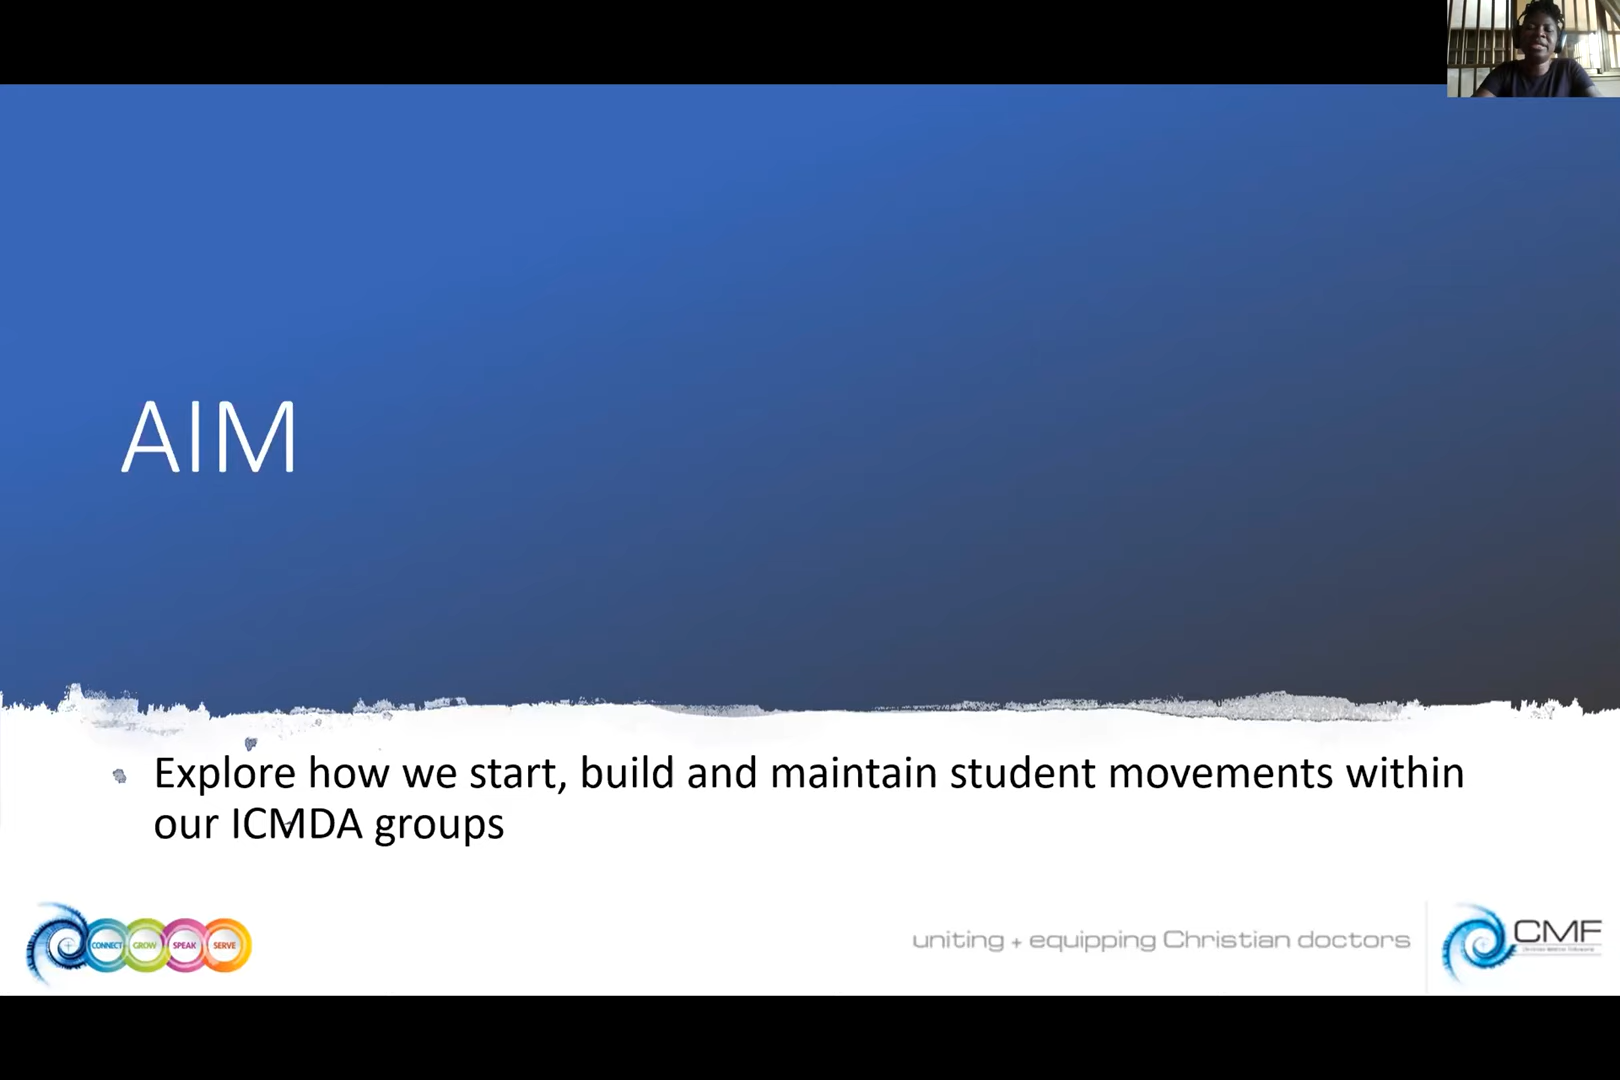 AIM
Explore how we start, build and maintain student movements within
our ICMDA groups
CONNECT GROW SPEAK SERVE
uniting + equipping Christian doctors
CMF